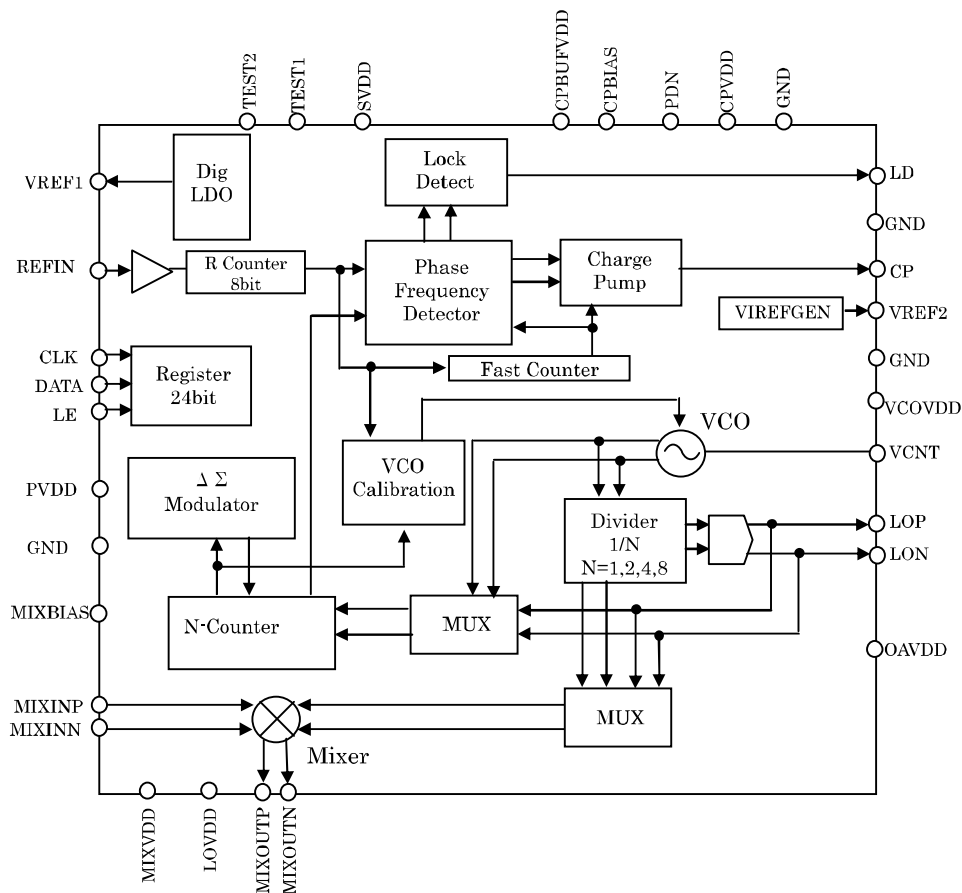 TEST2
TEST1
SVDD
CPBUFVDD
CPBIAS
PDN
CPVDD
GND
VREF1
Dig
LDO
Lock
Detect
LD
GND
REFIN
R Counter
8bit
Phase
Frequency
Detector
Charge
Pump
CP
VIREFGEN
VREF2
CLK
DATA
LE
Register
24bit
Fast Counter
GND
VCOVDD
VCO
VCNT
PVDD
Δ Σ
Modulator
VCO
Calibration
Divider
1/N
N=1,2,4,8
LOP
LON
GND
MIXBIAS
N-Counter
MUX
OAVDD
MIXINP
MIXINN
Mixer
MUX
MIXVDD
LOVDD
MIXOUTP
MIXOUTN